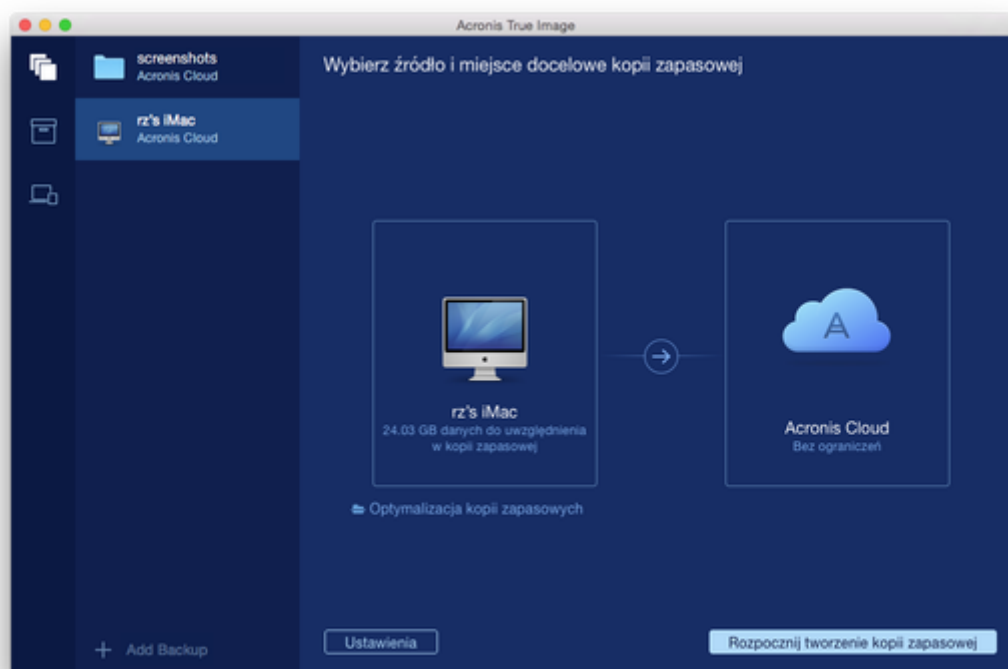 Acronis True Image
screenshots
Acronis Cloud
rz's iMac
Acronis Cloud
Add Backup
Wybierz źródło i miejsce docelowe kopii zapasowej
rz's iMac
24.03 GB danych do uwzględnienia
w kopii zapasowej
Acronis Cloud
Bez ograniczeń
Optymalizacja kopii zapasowych
Ustawienia
Rozpocznij tworzenie kopii zapasowej